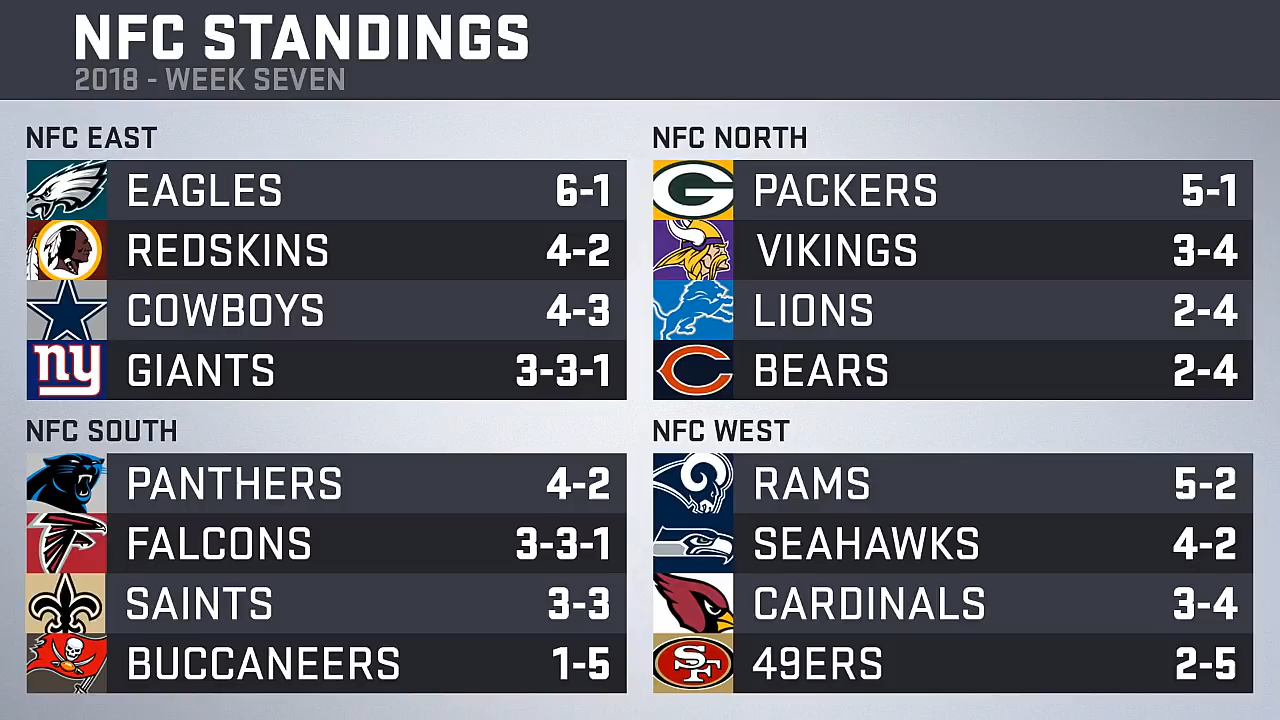 NFC STANDINGS
2018 - WEEK SEVEN
NFC EAST
EAGLES 6-1
REDSKINS 4-2
COWBOYS 4-3
ny GIANTS 3-3-1
NFC SOUTH
PANTHERS 4-2
FALCONS 3-3-1
SAINTS 3-3
BUCCANEERS 1-5
NFC NORTH
G PACKERS 5-1
VIKINGS 3-4
LIONS 2-4
C BEARS 2-4
NFC WEST
RAMS 5-2
SEAHAWKS 4-2
CARDINALS 3-4
SF 49ERS 2-5